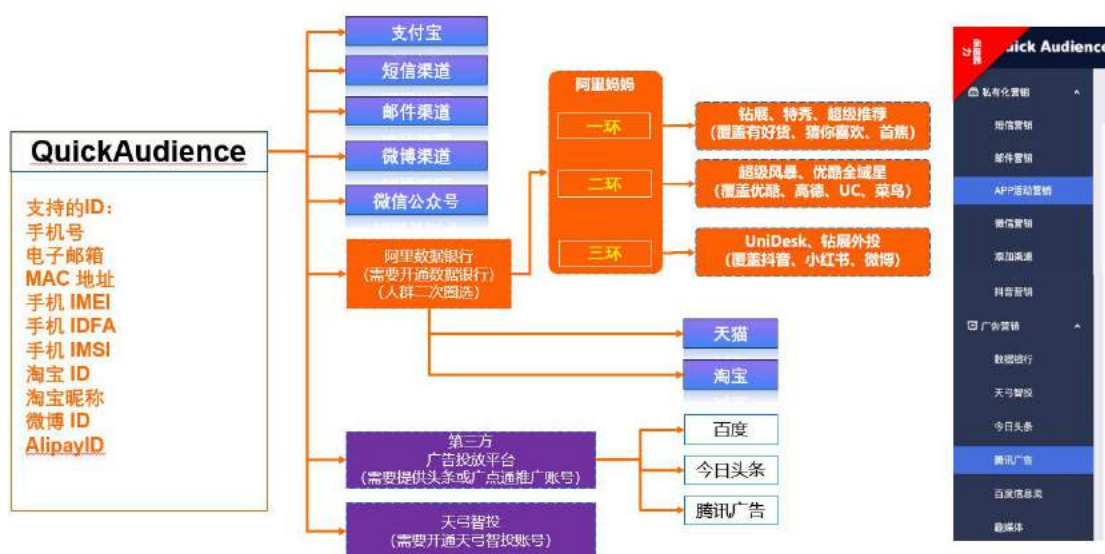 QuickAudience
支持的ID：
手机号
电子邮箱
MAC 地址
手机 IMEI
手机 IDFA
手机 IMSI
淘宝 ID
淘宝昵称
微博 ID
AlipayID
支付宝
短信渠道
邮件渠道
微博渠道
微信公众号
阿里数据银行
(需要开通数据银行)
(人群二次圈选)
第三方
广告投放平台
(需要提供头条或广点通推广账号)
天弓智投
(需要开通天弓智投账号)
阿里妈妈
一环
二环
三环
钻展、特秀、超级推荐
(覆盖有好货、猜你喜欢、首焦)
超级风暴、优酷全域星
(覆盖优酷、高德、UC、菜鸟)
UniDesk、钻展外投
(覆盖抖音、小红书、微博)
天猫
淘宝
百度
今日头条
腾讯广告
uick Audience
私有化营销
短信营销
邮件营销
APP活动营销
微信营销
添加渠道
抖音营销
广告营销
数据银行
天弓智投
今日头条
腾讯广告
百度信息流
趣媒体